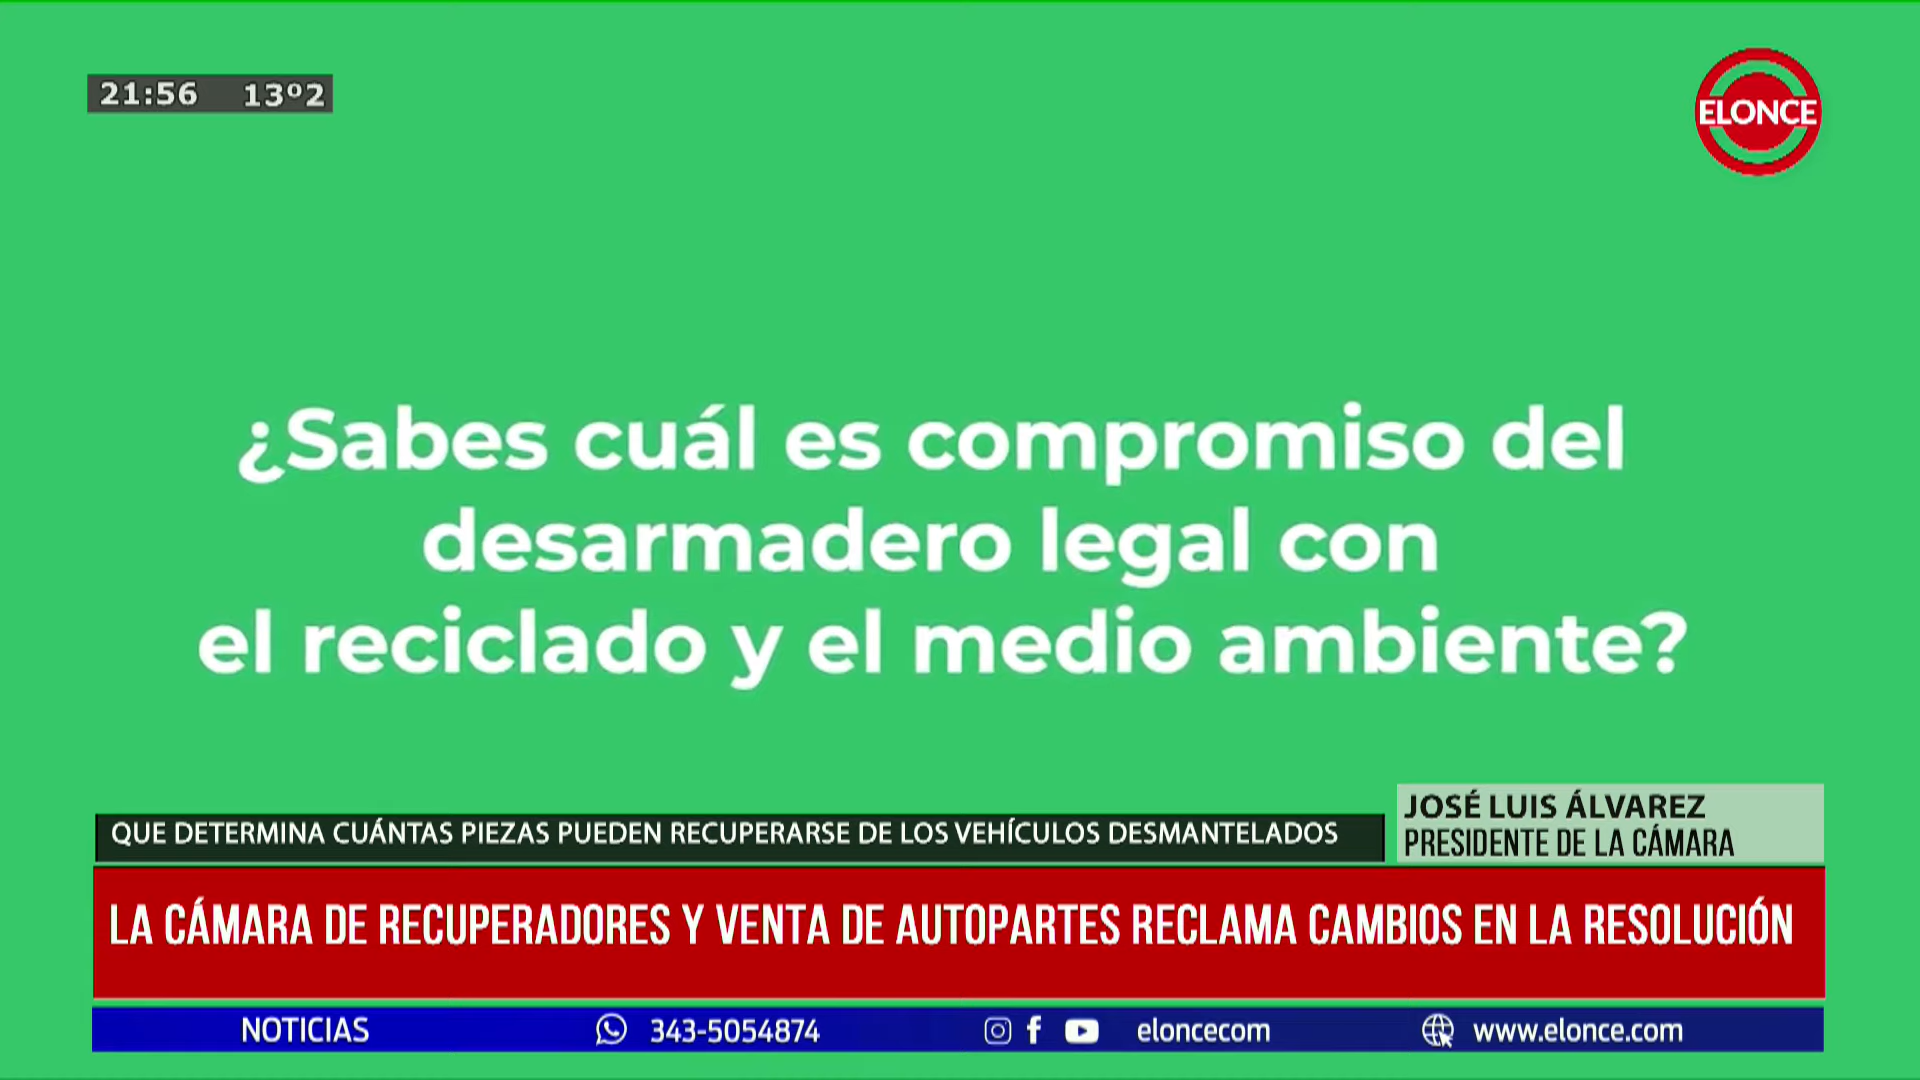 21:56 13º2
ELONCE
¿Sabes cuál es compromiso del
desarmadero legal con
el reciclado y el medio ambiente?
JOSÉ LUIS ÁLVAREZ
PRESIDENTE DE LA CÁMARA
QUE DETERMINA CUÁNTAS PIEZAS PUEDEN RECUPERARSE DE LOS VEHÍCULOS DESMANTELADOS
LA CÁMARA DE RECUPERADORES Y VENTA DE AUTOPARTES RECLAMA CAMBIOS EN LA RESOLUCIÓN
NOTICIAS 343-5054874 eloncecom www.elonce.com